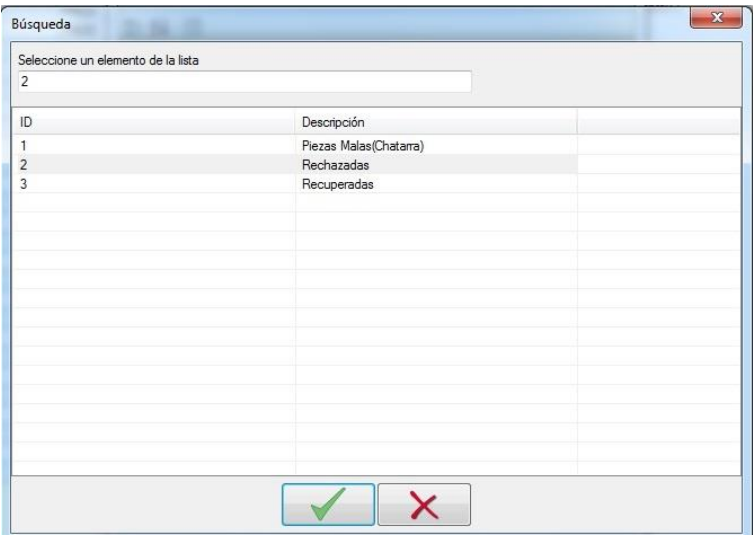 Búsqueda
Seleccione un elemento de la lista
2
ID Descripción
1 Piezas Malas(Chatarra)
2 Rechazadas
3 Recuperadas